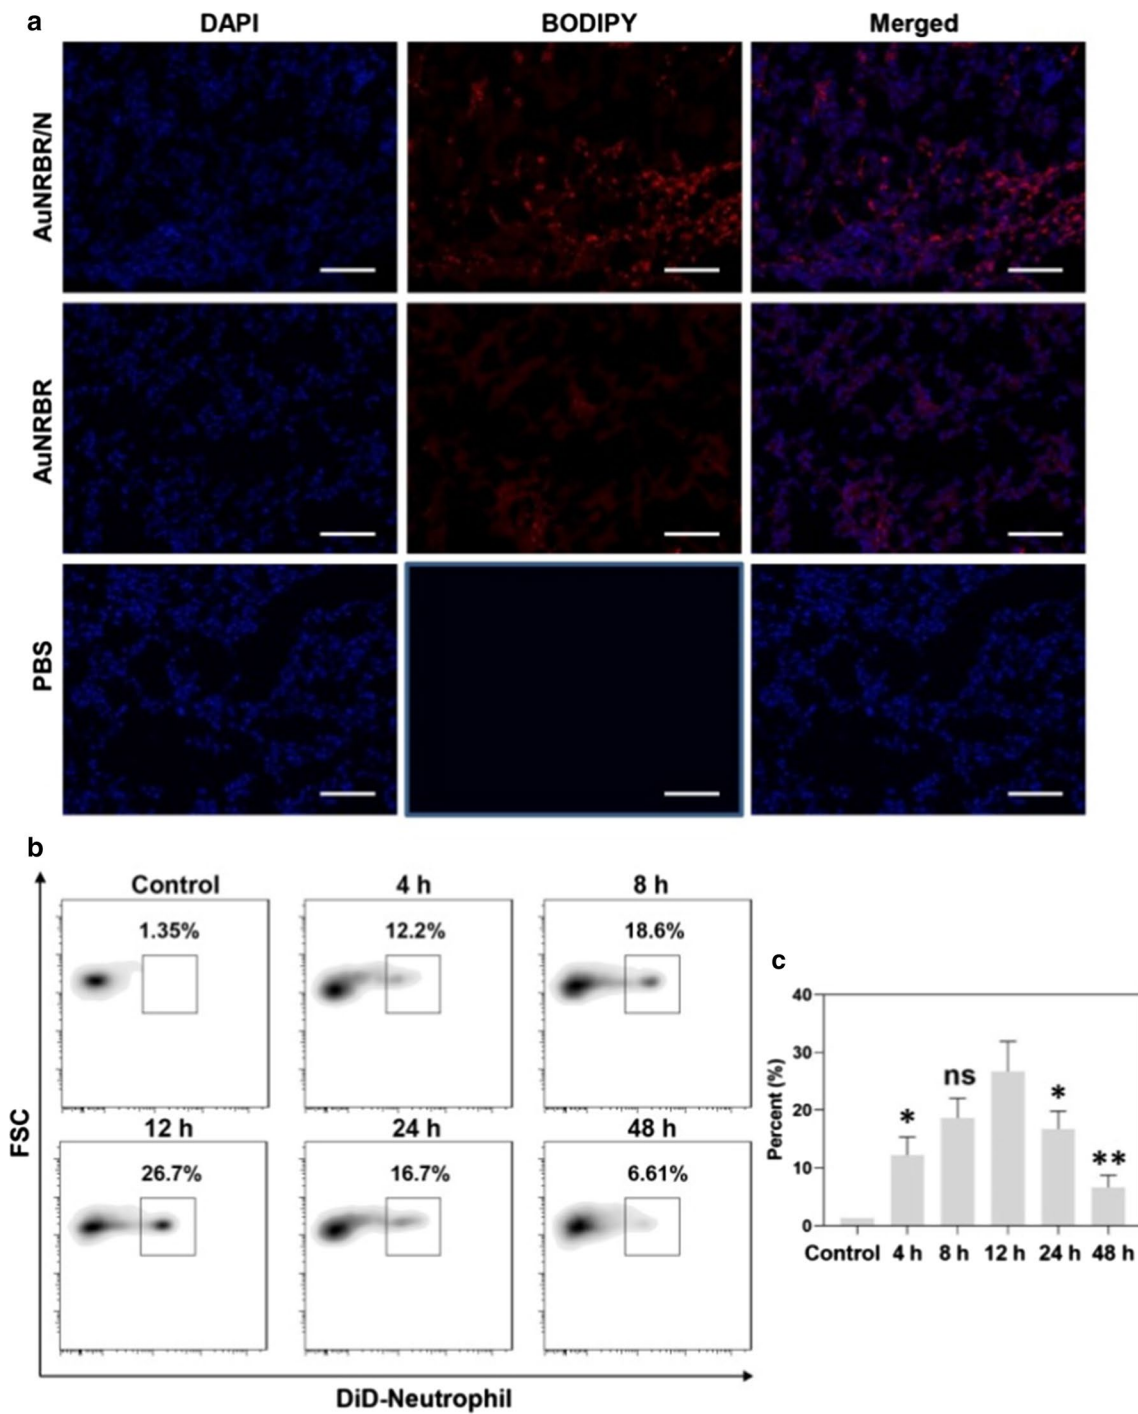 a
DAPI BODIPY Merged
AuNRBR/N
AuNRBR
PBS
b
Control 4 h 8 h
1.35% 12.2% 18.6%
12 h 24 h 48 h
26.7% 16.7% 6.61%
FSC
DiD-Neutrophil
c
Percent (%)
40
30
20
10
0
* ns * **
Control 4 h 8 h 12 h 24 h 48 h